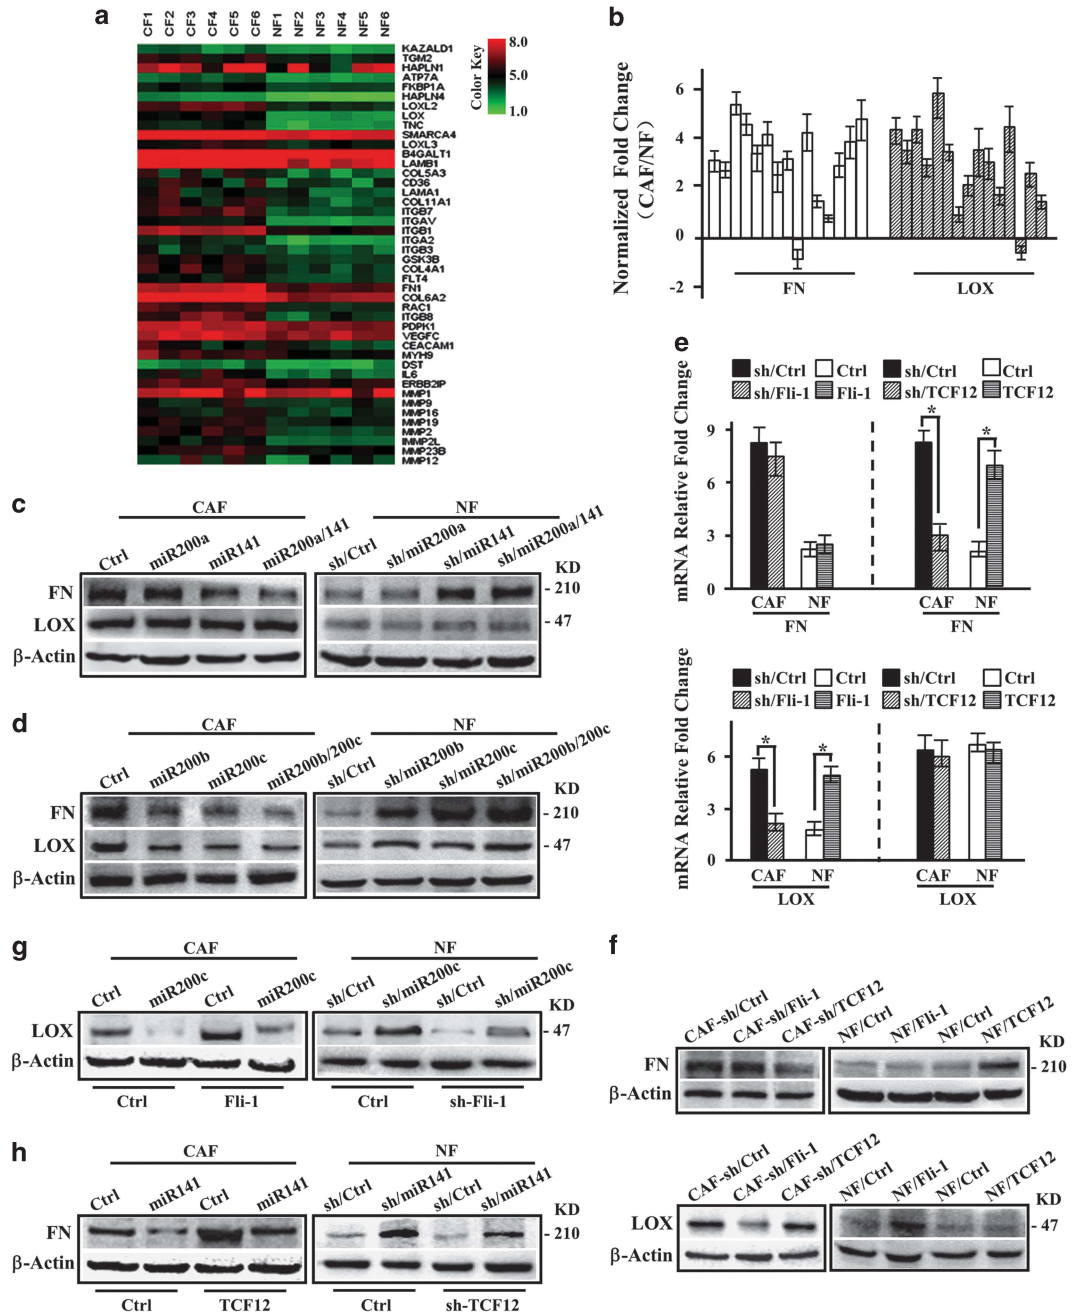 a
CF1 CF2 CF3 CF4 CF5 CF6 NF1 NF2 NF3 NF4 NF5 NF6
KAZALD1
TGM2
HAPLN1
ATP7A
FKBP1A
HAPLN4
LOXL2
LOX
TNC
SMARCA4
LOXL3
B4GALT1
LAMB1
COL5A3
CD36
LAMA1
COL11A1
ITGB7
ITGAV
ITGB1
ITGA2
ITGB3
GSK3B
COL4A1
FLT4
FN1
COL6A2
RAC1
ITGB8
PDPK1
VEGFC
CEACAM1
MYH9
DST
IL6
ERBB2IP
MMP1
MMP9
MMP16
MMP19
MMP2
IMMP2L
MMP23B
MMP12
Color Key
8.0
5.0
1.0
b
Normalized Fold Change
(CAF/NF)
6
4
2
0
-2
FN LOX
c
CAF NF
Ctrl miR200a miR141 miR200a/141 sh/Ctrl sh/miR200a sh/miR141 sh/miR200a/141
KD
FN - 210
LOX - 47
β-Actin
d
CAF NF
Ctrl miR200b miR200c miR200b/200c sh/Ctrl sh/miR200b sh/miR200c sh/miR200b/200c
KD
FN - 210
LOX - 47
β-Actin
e
sh/Ctrl Ctrl sh/Ctrl Ctrl
sh/Fli-1 Fli-1 sh/TCF12 TCF12
mRNA Relative Fold Change
9
6
3
0
* *
CAF NF CAF NF
FN FN
sh/Ctrl Ctrl sh/Ctrl Ctrl
sh/Fli-1 Fli-1 sh/TCF12 TCF12
mRNA Relative Fold Change
6
3
0
* *
CAF NF CAF NF
LOX LOX
g
CAF NF
Ctrl miR200c Ctrl miR200c sh/Ctrl sh/miR200c sh/Ctrl sh/miR200c
KD
LOX - 47
β-Actin
Ctrl Fli-1 Ctrl sh-Fli-1
h
CAF NF
Ctrl miR141 Ctrl miR141 sh/Ctrl sh/miR141 sh/Ctrl sh/miR141
KD
FN - 210
β-Actin
Ctrl TCF12 Ctrl sh-TCF12
f
CAF-sh/Ctrl CAF-sh/Fli-1 CAF-sh/TCF12 NF/Ctrl NF/Fli-1 NF/Ctrl NF/TCF12
KD
FN - 210
β-Actin
CAF-sh/Ctrl CAF-sh/Fli-1 CAF-sh/TCF12 NF/Ctrl NF/Fli-1 NF/Ctrl NF/TCF12
KD
LOX - 47
β-Actin